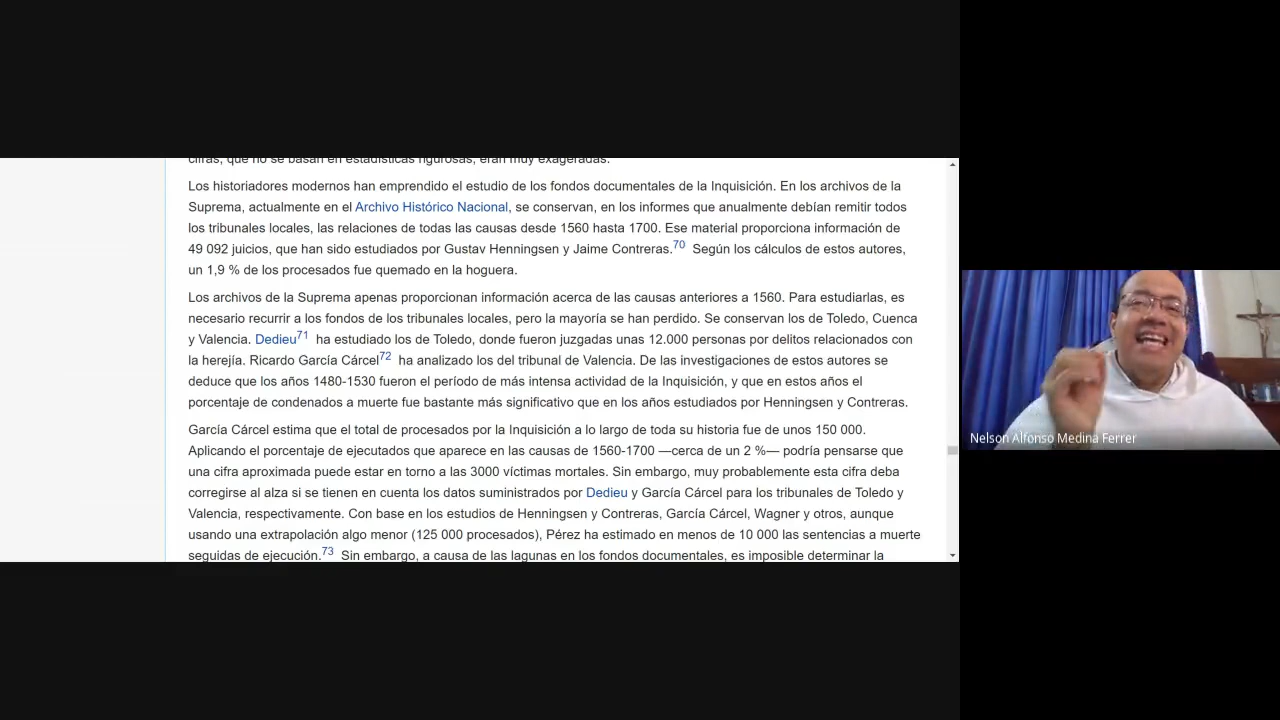 cifras, que no se basan en estadísticas rigurosas, eran muy exageradas.
Los historiadores modernos han emprendido el estudio de los fondos documentales de la Inquisición. En los archivos de la
Suprema, actualmente en el Archivo Histórico Nacional, se conservan, en los informes que anualmente debían remitir todos
los tribunales locales, las relaciones de todas las causas desde 1560 hasta 1700. Ese material proporciona información de
49 092 juicios, que han sido estudiados por Gustav Henningsen y Jaime Contreras.70 Según los cálculos de estos autores,
un 1,9 % de los procesados fue quemado en la hoguera.
Los archivos de la Suprema apenas proporcionan información acerca de las causas anteriores a 1560. Para estudiarlas, es
necesario recurrir a los fondos de los tribunales locales, pero la mayoría se han perdido. Se conservan los de Toledo, Cuenca
y Valencia. Dedieu71 ha estudiado los de Toledo, donde fueron juzgadas unas 12.000 personas por delitos relacionados con
la herejía. Ricardo García Cárcel72 ha analizado los del tribunal de Valencia. De las investigaciones de estos autores se
deduce que los años 1480-1530 fueron el período de más intensa actividad de la Inquisición, y que en estos años el
porcentaje de condenados a muerte fue bastante más significativo que en los años estudiados por Henningsen y Contreras.
García Cárcel estima que el total de procesados por la Inquisición a lo largo de toda su historia fue de unos 150 000.
Aplicando el porcentaje de ejecutados que aparece en las causas de 1560-1700 —cerca de un 2 %— podría pensarse que
una cifra aproximada puede estar en torno a las 3000 víctimas mortales. Sin embargo, muy probablemente esta cifra deba
corregirse al alza si se tienen en cuenta los datos suministrados por Dedieu y García Cárcel para los tribunales de Toledo y
Valencia, respectivamente. Con base en los estudios de Henningsen y Contreras, García Cárcel, Wagner y otros, aunque
usando una extrapolación algo menor (125 000 procesados), Pérez ha estimado en menos de 10 000 las sentencias a muerte
seguidas de ejecución.73 Sin embargo, a causa de las lagunas en los fondos documentales, es imposible determinar la
Nelson Alfonso Medina Ferrer